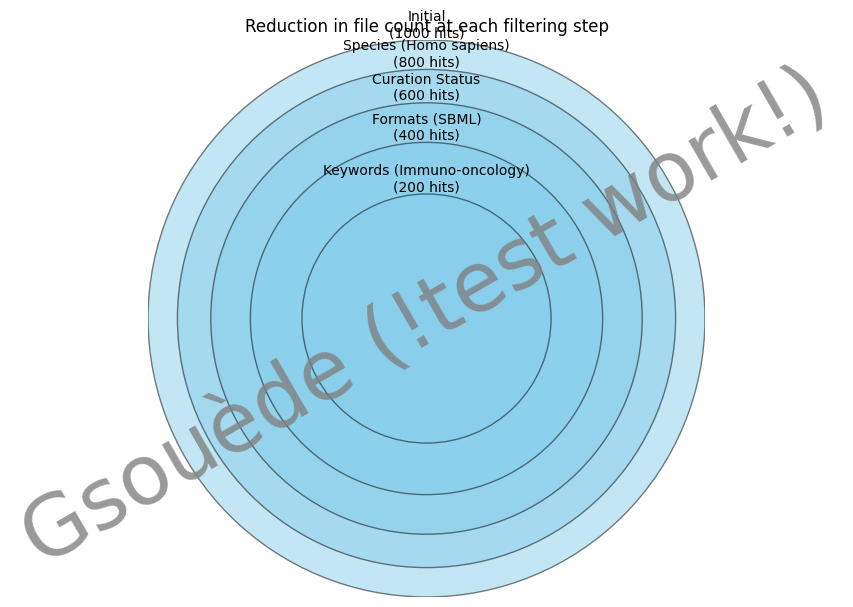 Reduction in file count at each filtering step
Initial
(1000 hits)
Species (Homo sapiens)
(800 hits)
Curation Status
(600 hits)
Formats (SBML)
(400 hits)
Keywords (Immuno-oncology)
(200 hits)
Gsouède (!test work!)